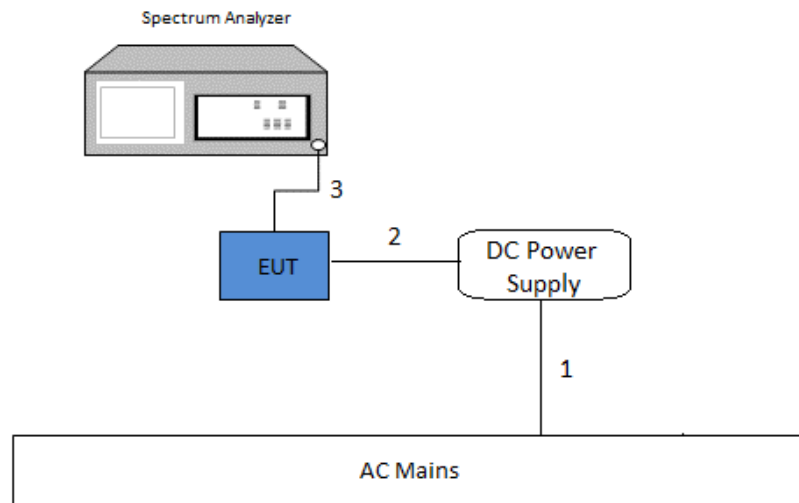 Spectrum Analyzer
3
EUT
2
DC Power
Supply
1
AC Mains